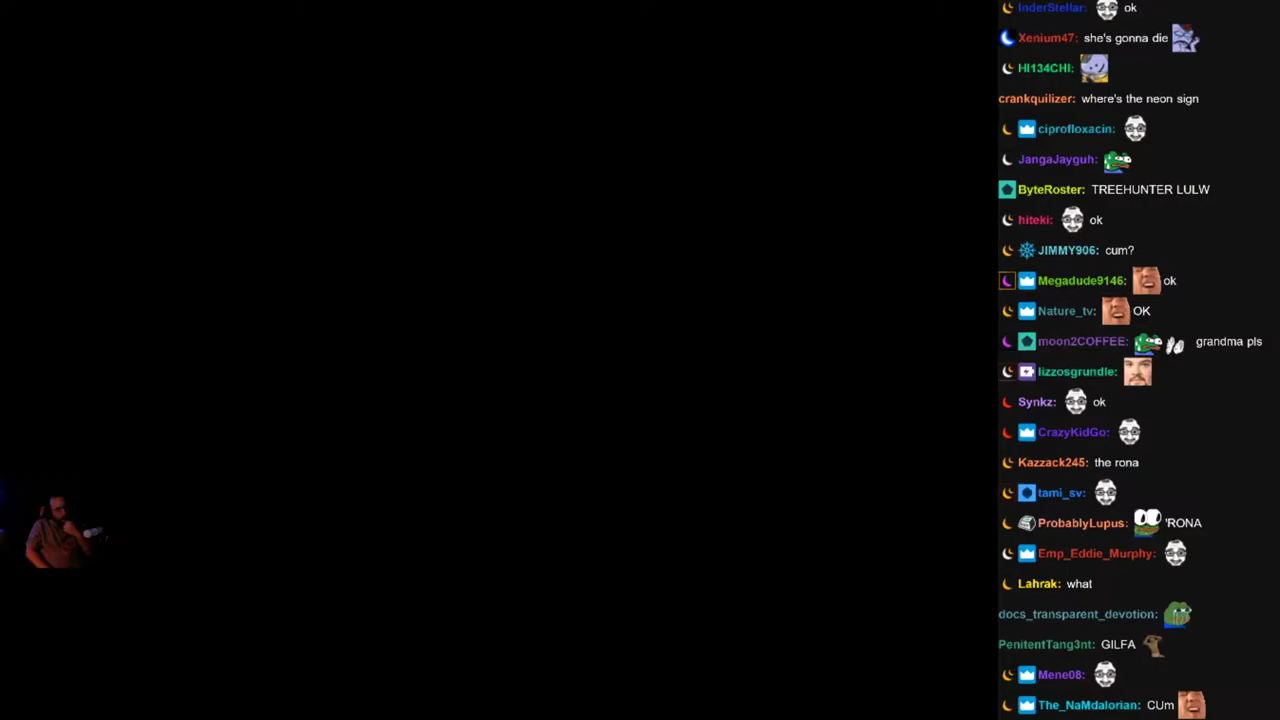 InderStellar: ok
Xenium47: she's gonna die
HI134CHI:
crankquilizer: where's the neon sign
ciprofloxacin:
JangaJayguh:
ByteRoster: TREEHUNTER LULW
hiteki: ok
JIMMY906: cum?
Megadude9146: ok
Nature_tv: OK
moon2COFFEE: grandma pls
lizzosgrundle:
Synkz: ok
CrazyKidGo:
Kazzack245: the rona
tami_sv:
ProbablyLupus: 'RONA
Emp_Eddie_Murphy:
Lahrak: what
docs_transparent_devotion:
PenitentTang3nt: GILFA
Mene08:
The_NaMdalorian: CUm